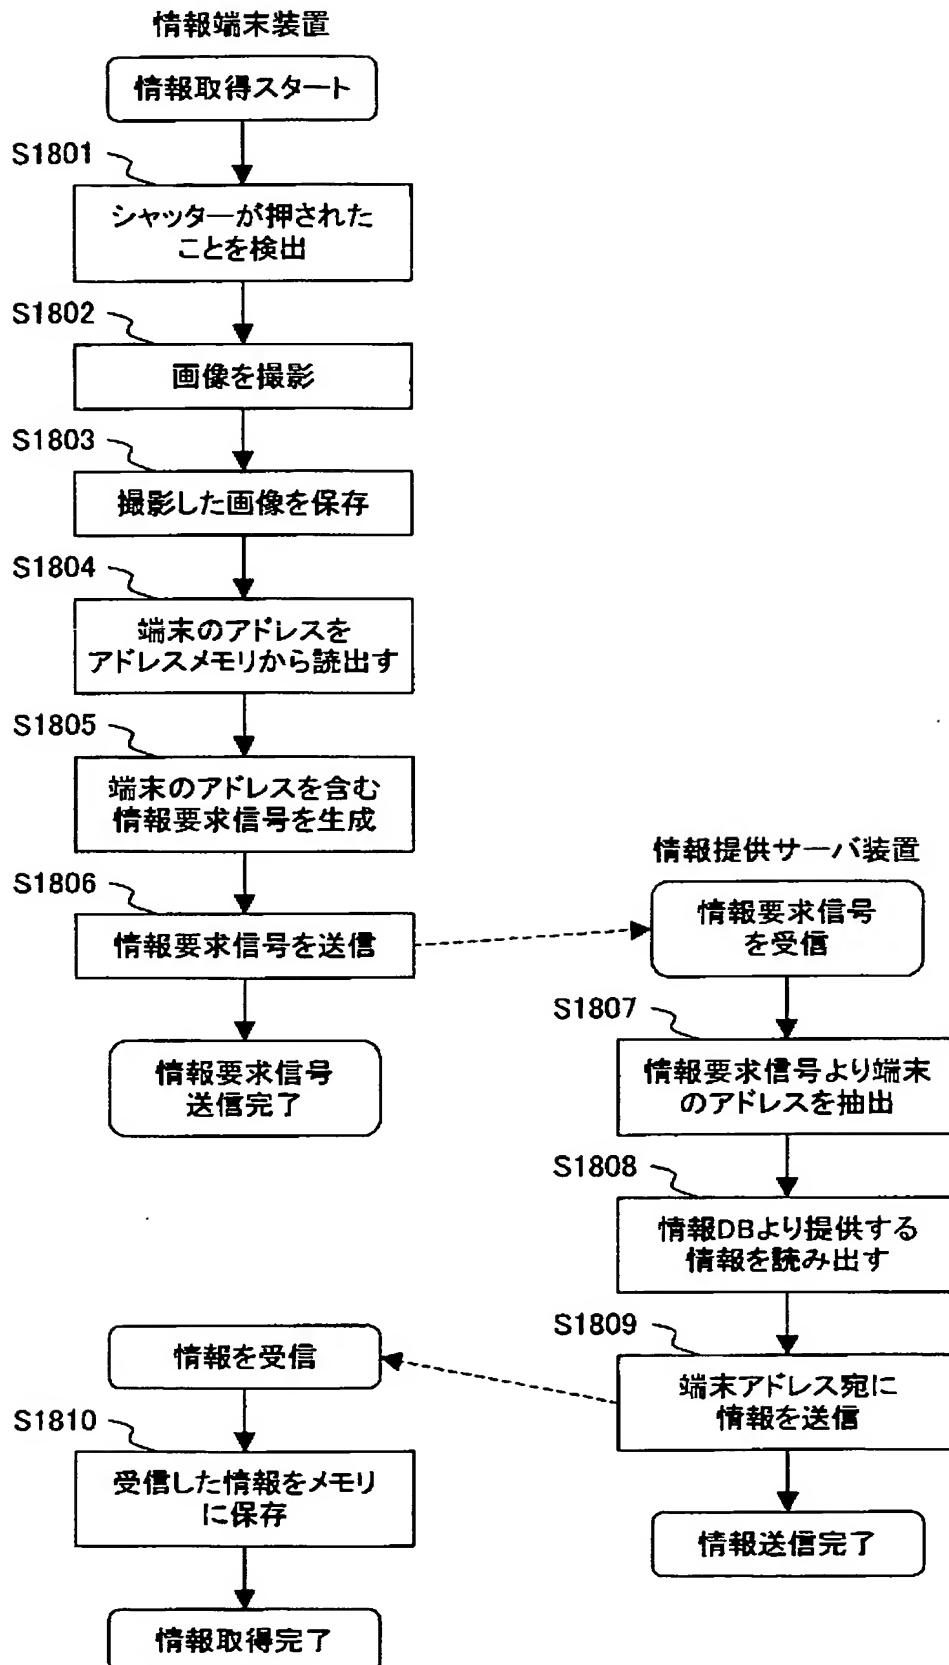 情報端末装置
情報取得スタート
S1801
シャッターが押された
ことを検出
S1802
画像を撮影
S1803
撮影した画像を保存
S1804
端末のアドレスを
アドレスメモリから読出す
S1805
端末のアドレスを含む
情報要求信号を生成
S1806
情報要求信号を送信
情報要求信号
送信完了
情報提供サーバ装置
情報要求信号
を受信
S1807
情報要求信号より端末
のアドレスを抽出
S1808
情報DBより提供する
情報を読み出す
S1809
端末アドレス宛に
情報を送信
情報送信完了
情報を受信
S1810
受信した情報をメモリ
に保存
情報取得完了